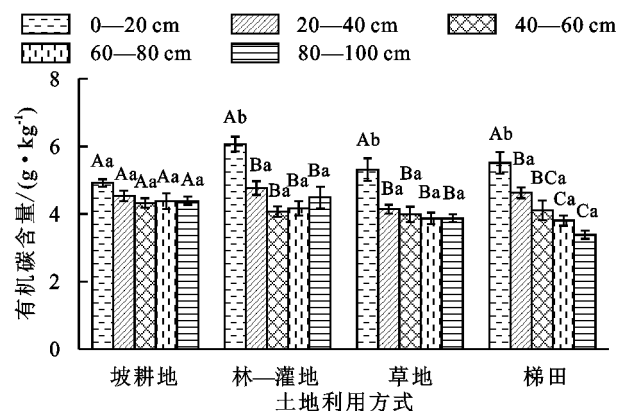 0—20 cm 20—40 cm 40—60 cm
60—80 cm 80—100 cm
有机碳含量/(g·kg⁻¹)
8
6
4
2
0
Aa Aa Aa Aa Aa
Ab Ba Ba Ba Ba
Ab Ba Ba Ba Ba
Ab Ba BCa Ca Ca
坡耕地 林—灌地 草地 梯田
土地利用方式